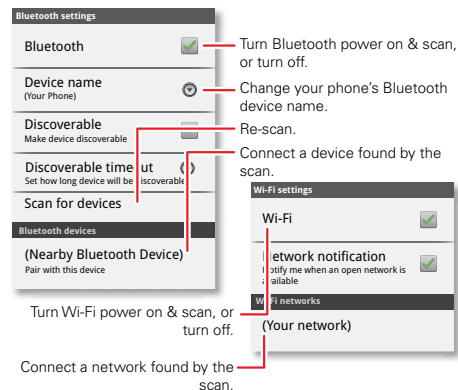 Bluetooth settings
Bluetooth
Turn Bluetooth power on & scan,
or turn off.
Device name
(Your Phone)
Change your phone's Bluetooth
device name.
Discoverable
Make device discoverable
Re-scan.
Discoverable timeout
Set how long device will be discoverable
Connect a device found by the
scan.
Scan for devices
Bluetooth devices
(Nearby Bluetooth Device)
Pair with this device
Wi-Fi settings
Wi-Fi
Network notification
Notify me when an open network is
available
Wi-Fi networks
(Your network)
Turn Wi-Fi power on & scan, or
turn off.
Connect a network found by the
scan.